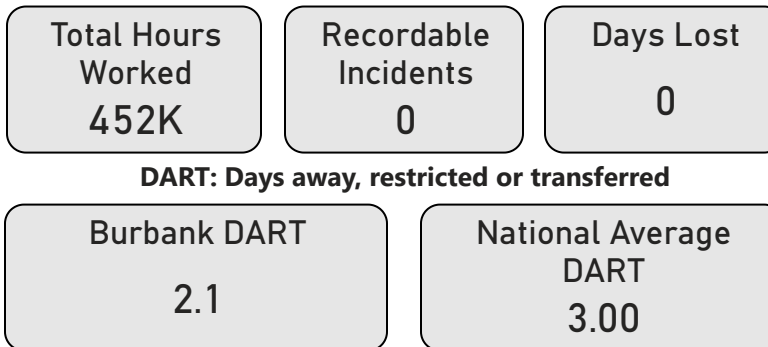 Total Hours
Worked
452K
Recordable
Incidents
0
Days Lost
0
DART: Days away, restricted or transferred
Burbank DART
2.1
National Average
DART
3.00